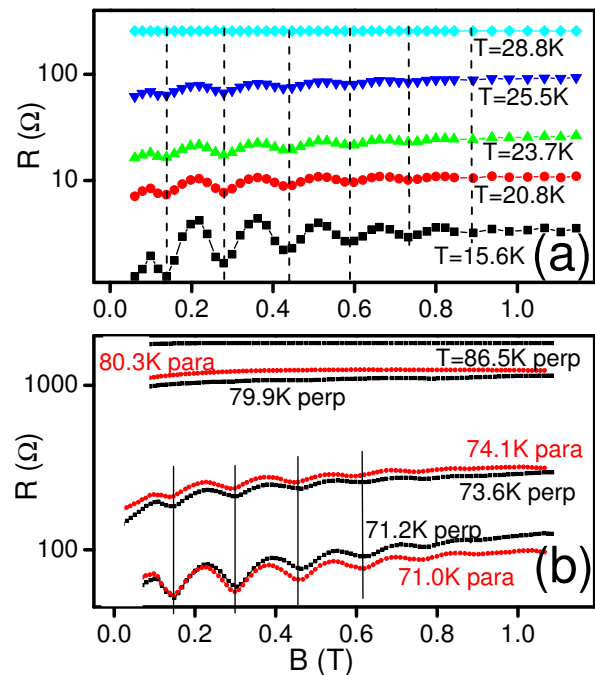 (a)
R (Ω)
100
10
T=28.8K
T=25.5K
T=23.7K
T=20.8K
T=15.6K
0.0 0.2 0.4 0.6 0.8 1.0
(b)
R (Ω)
1000
100
80.3K para
T=86.5K perp
79.9K perp
74.1K para
73.6K perp
71.2K perp
71.0K para
0.0 0.2 0.4 0.6 0.8 1.0
B (T)